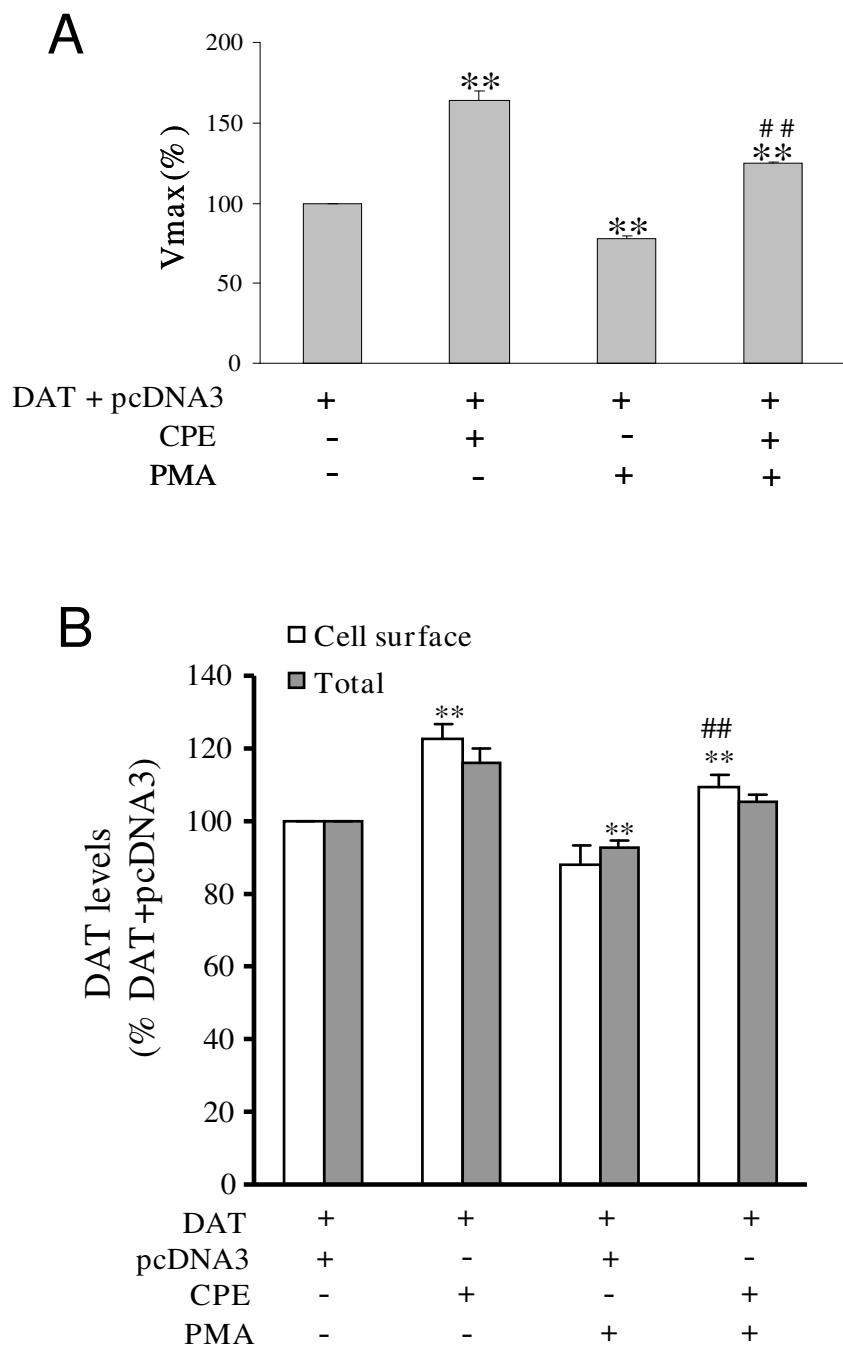 A
200
**
150
# #
**
Vmax(%)
100
**
50
0
DAT + pcDNA3 + + + +
CPE - + - +
PMA - - + +
B
Cell surface
Total
140
**
120
##
**
100
**
DAT levels
(% DAT+pcDNA3)
80
60
40
20
0
DAT + + + +
pcDNA3 + - + -
CPE - + - +
PMA - - + +